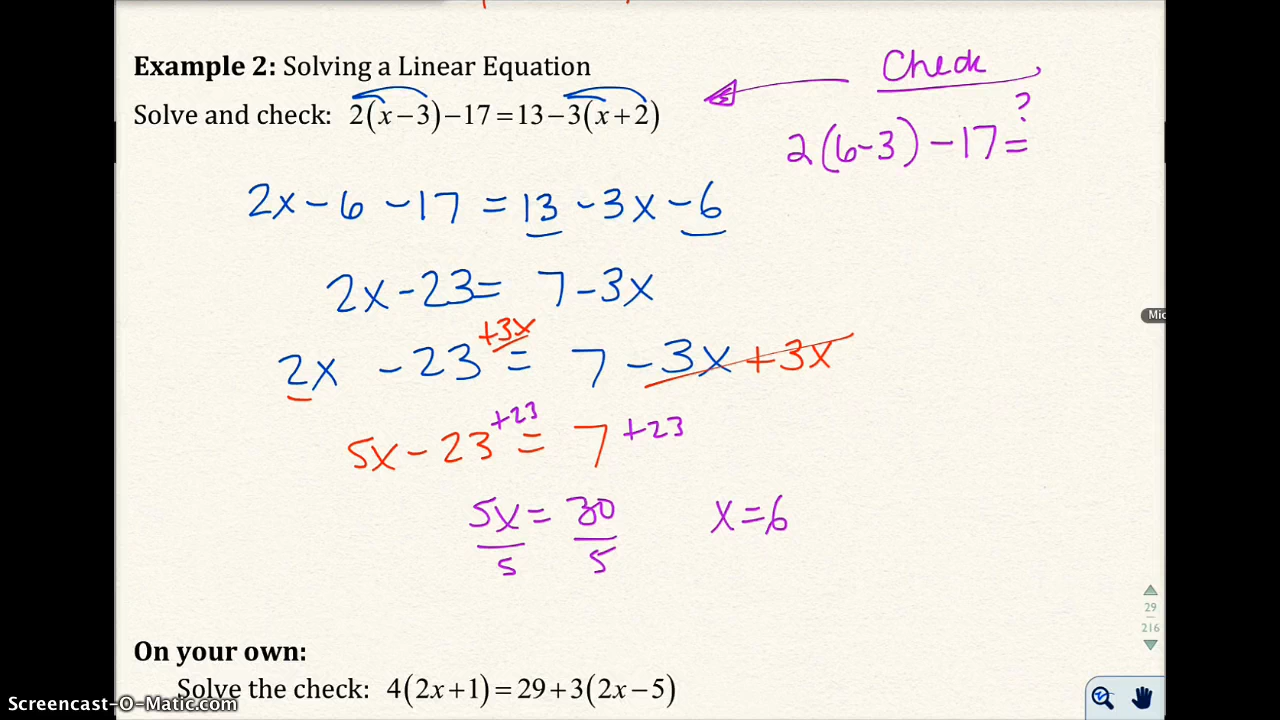 Example 2: Solving a Linear Equation
Check
Solve and check: 2(x−3)−17=13−3(x+2)
2(6-3)-17=
?
2x-6-17=13-3x-6
2x-23=7-3x
+3x
2x-23=7-3x+3x
+23
5x-23=7+23
5x=30 x=6
5 5
Mic
29
216
On your own:
Solve the check: 4(2x+1)=29+3(2x−5)
Screencast-O-Matic.com